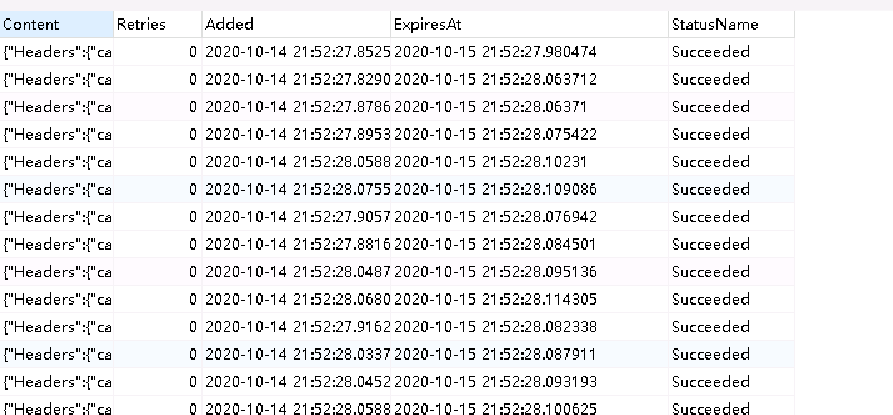 Content Retries Added ExpiresAt StatusName
{"Headers":{"ca 0 2020-10-14 21:52:27.8525 2020-10-15 21:52:27.980474 Succeeded
{"Headers":{"ca 0 2020-10-14 21:52:27.8290 2020-10-15 21:52:28.063712 Succeeded
{"Headers":{"ca 0 2020-10-14 21:52:27.8786 2020-10-15 21:52:28.06371 Succeeded
{"Headers":{"ca 0 2020-10-14 21:52:27.8953 2020-10-15 21:52:28.075422 Succeeded
{"Headers":{"ca 0 2020-10-14 21:52:28.0588 2020-10-15 21:52:28.10231 Succeeded
{"Headers":{"ca 0 2020-10-14 21:52:28.0755 2020-10-15 21:52:28.109086 Succeeded
{"Headers":{"ca 0 2020-10-14 21:52:27.9057 2020-10-15 21:52:28.076942 Succeeded
{"Headers":{"ca 0 2020-10-14 21:52:27.8816 2020-10-15 21:52:28.084501 Succeeded
{"Headers":{"ca 0 2020-10-14 21:52:28.0487 2020-10-15 21:52:28.095136 Succeeded
{"Headers":{"ca 0 2020-10-14 21:52:28.0680 2020-10-15 21:52:28.114305 Succeeded
{"Headers":{"ca 0 2020-10-14 21:52:27.9162 2020-10-15 21:52:28.082338 Succeeded
{"Headers":{"ca 0 2020-10-14 21:52:28.0337 2020-10-15 21:52:28.087911 Succeeded
{"Headers":{"ca 0 2020-10-14 21:52:28.0452 2020-10-15 21:52:28.093193 Succeeded
{"Headers":{"ca 0 2020-10-14 21:52:28.0588 2020-10-15 21:52:28.100625 Succeeded